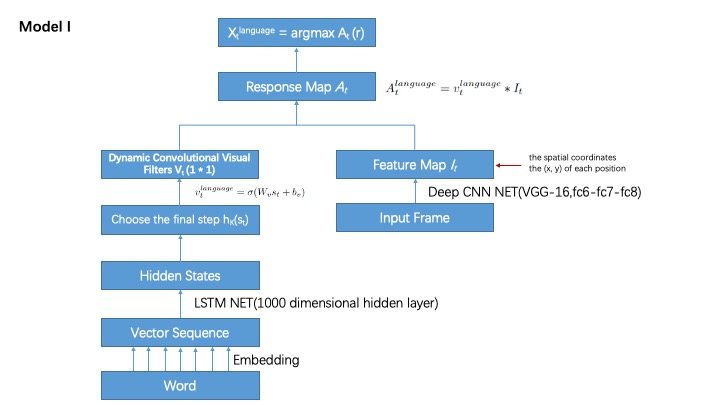 Model I
X_t^language = argmax A_t (r)
Response Map A_t
A_t^language = v_t^language * I_t
Dynamic Convolutional Visual
Filters V_t (1 * 1)
Feature Map I_t
the spatial coordinates
the (x, y) of each position
v_t^language = σ(W_v s_t + b_v)
Deep CNN NET(VGG-16,fc6-fc7-fc8)
Choose the final step h_K(s_t)
Input Frame
Hidden States
LSTM NET(1000 dimensional hidden layer)
Vector Sequence
Embedding
Word